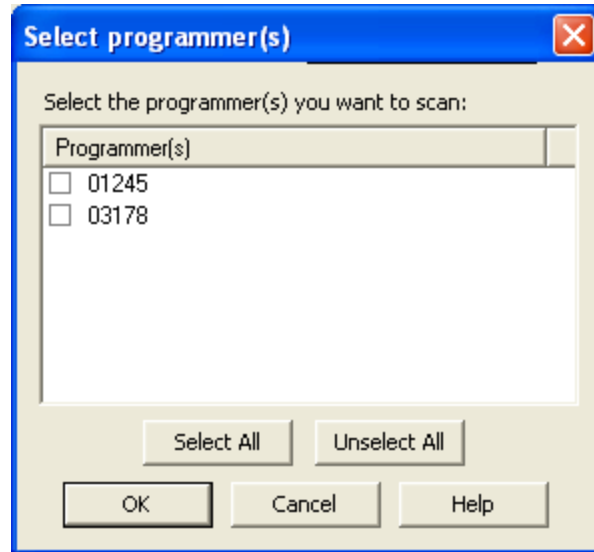 Select programmer(s)
Select the programmer(s) you want to scan:
Programmer(s)
01245
03178
Select All Unselect All
OK Cancel Help